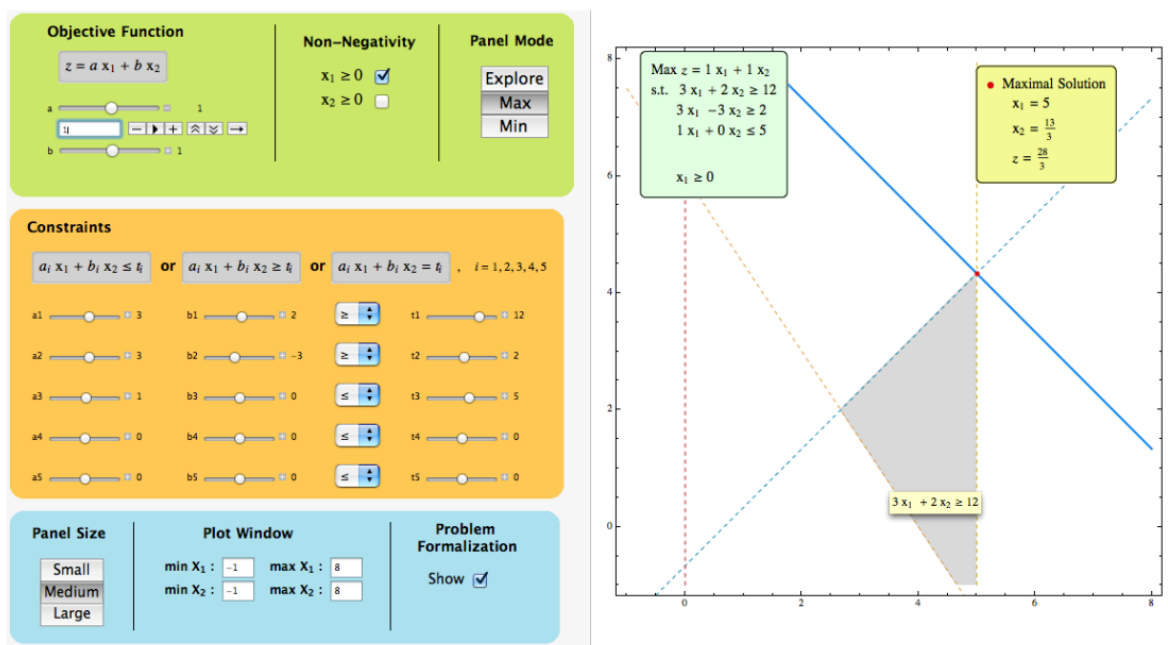 Objective Function
z = a x₁ + b x₂
a 1
1
b 1
Non-Negativity
x₁ ≥ 0
x₂ ≥ 0
Panel Mode
Explore
Max
Min
Constraints
aᵢ x₁ + bᵢ x₂ ≤ tᵢ or aᵢ x₁ + bᵢ x₂ ≥ tᵢ or aᵢ x₁ + bᵢ x₂ = tᵢ , i = 1, 2, 3, 4, 5
a1 3 b1 2 ≥ t1 12
a2 3 b2 -3 ≥ t2 2
a3 1 b3 0 ≤ t3 5
a4 0 b4 0 ≤ t4 0
a5 0 b5 0 ≤ t5 0
Panel Size
Small
Medium
Large
Plot Window
min X₁ : -1 max X₁ : 8
min X₂ : -1 max X₂ : 8
Problem
Formalization
Show
Max z = 1 x₁ + 1 x₂
s.t. 3 x₁ + 2 x₂ ≥ 12
3 x₁ -3 x₂ ≥ 2
1 x₁ + 0 x₂ ≤ 5
x₁ ≥ 0
Maximal Solution
x₁ = 5
x₂ = 13/3
z = 28/3
3 x₁ + 2 x₂ ≥ 12
8
6
4
2
0
0 2 4 6 8